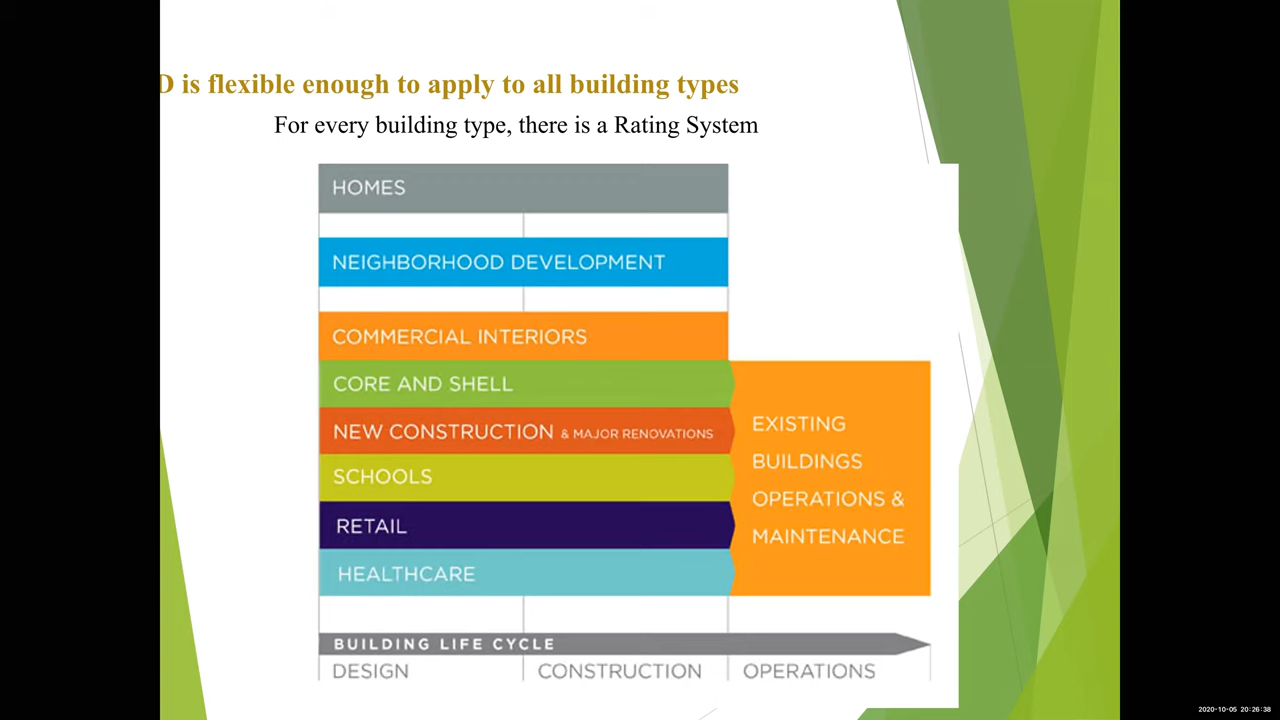 D is flexible enough to apply to all building types
For every building type, there is a Rating System
HOMES
NEIGHBORHOOD DEVELOPMENT
COMMERCIAL INTERIORS
CORE AND SHELL
NEW CONSTRUCTION & MAJOR RENOVATIONS
SCHOOLS
RETAIL
HEALTHCARE
EXISTING
BUILDINGS
OPERATIONS &
MAINTENANCE
BUILDING LIFE CYCLE
DESIGN CONSTRUCTION OPERATIONS
2020-10-05 20:26:38